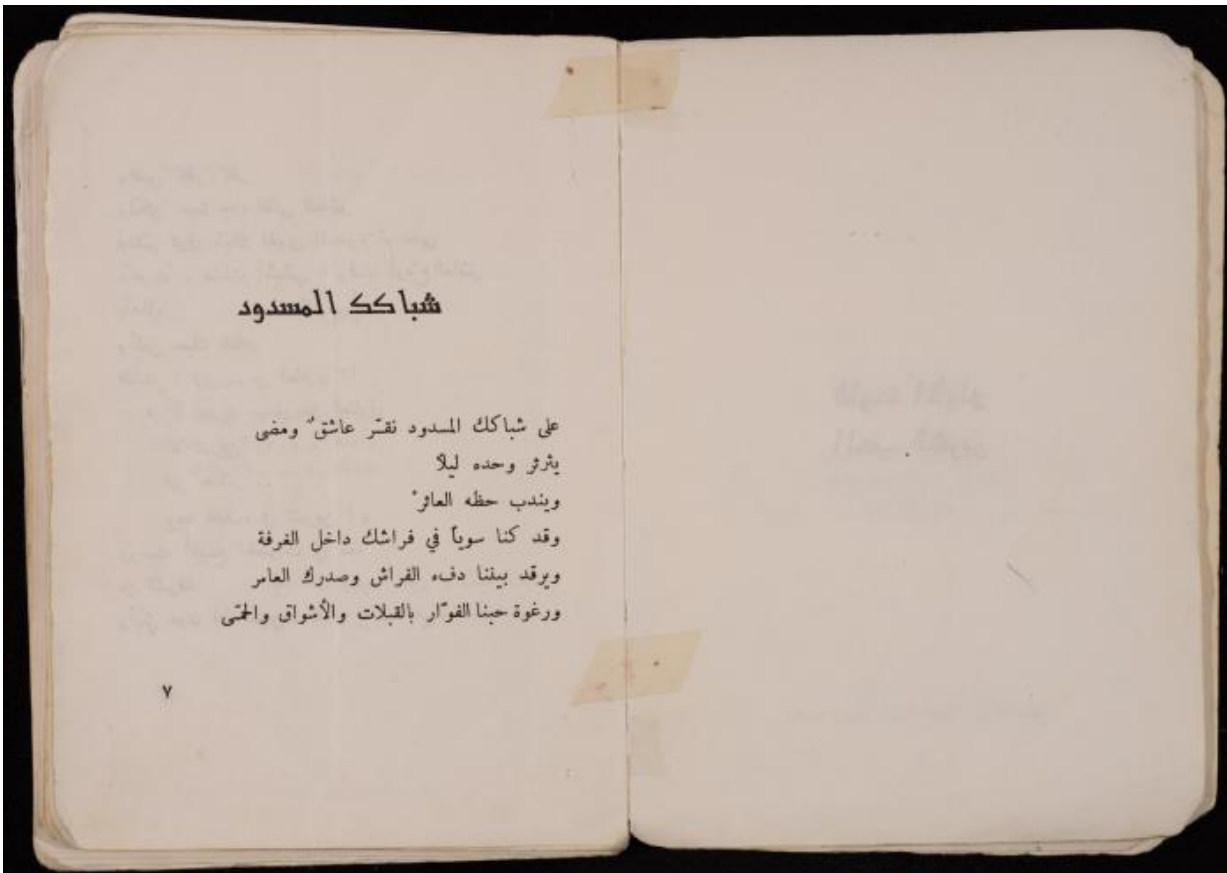 شباكك المسدود
على شباكك المسدود نقّر عاشقٌ ومضى
يثرثر وحده ليلاً
ويندب حظه العاثرْ
وقد كنا سوياً في فراشك داخل الغرفة
ويرقد بيننا دفء الفراش وصدرك العامر
ورغوة حبنا الفوّار بالقبلات والأشواق والحمّى
٧